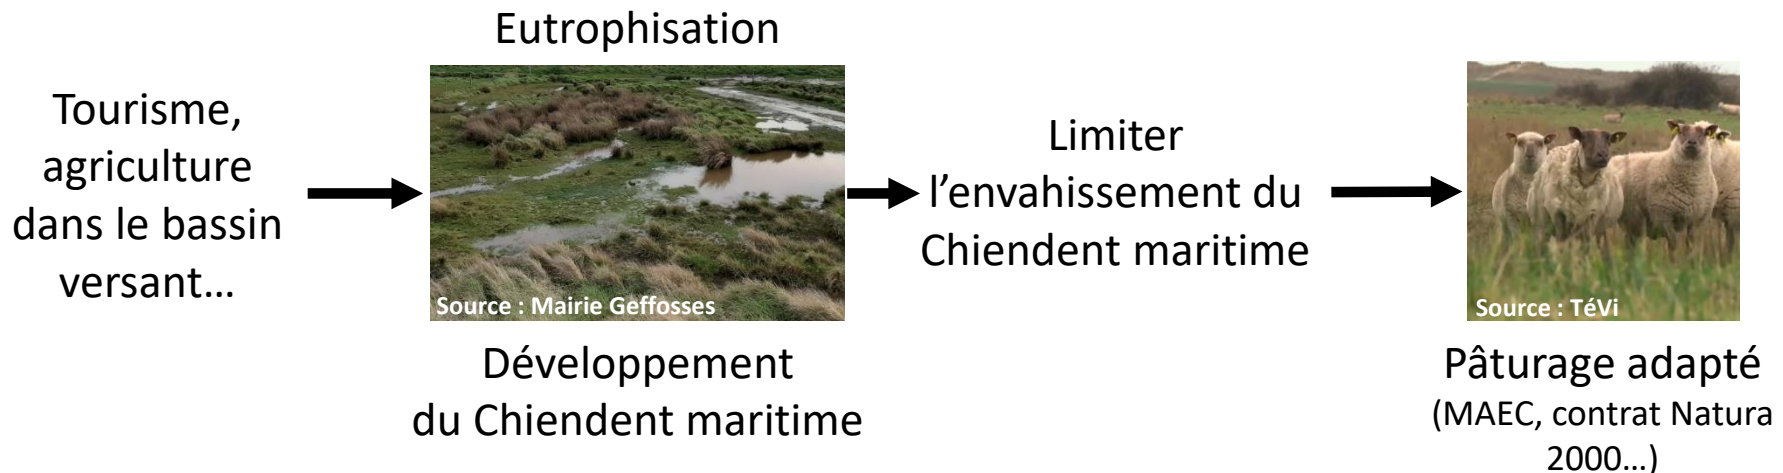 Tourisme,
agriculture
dans le bassin
versant…
Eutrophisation
Source : Mairie Geffosses
Développement
du Chiendent maritime
Limiter
l’envahissement du
Chiendent maritime
Source : TéVi
Pâturage adapté
(MAEC, contrat Natura
2000…)